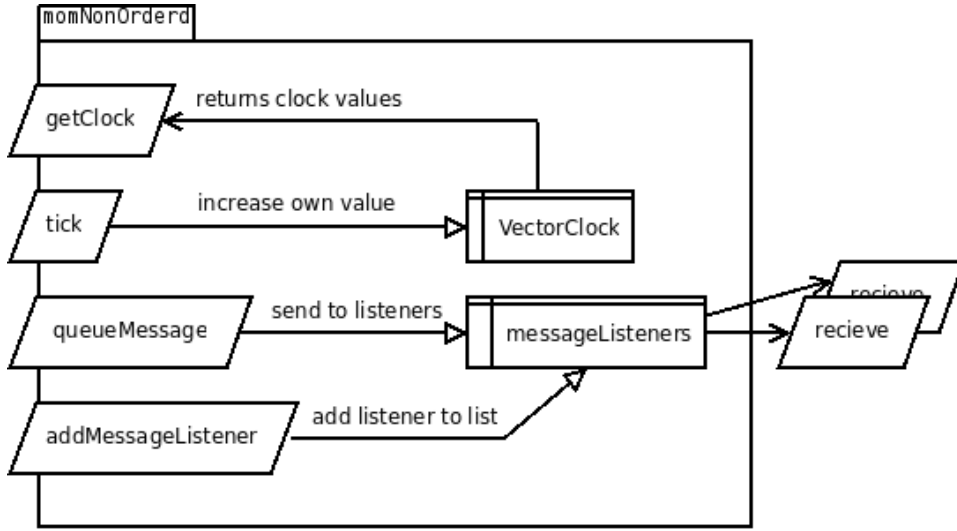 momNonOrderd
returns clock values
getClock
increase own value
tick
VectorClock
recieve
send to listeners
queueMessage
messageListeners
recieve
add listener to list
addMessageListener